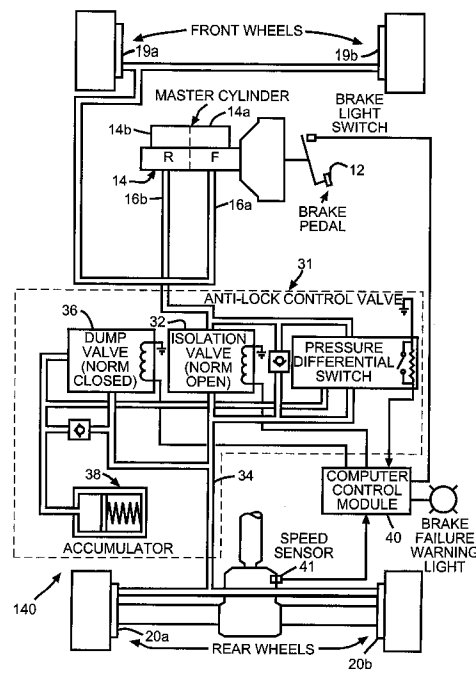 FRONT WHEELS
19a
19b
MASTER CYLINDER
14a
14b
BRAKE
LIGHT
SWITCH
R
F
14
16b
16a
12
BRAKE
PEDAL
31
ANTI-LOCK CONTROL VALVE
36
32
DUMP
VALVE
(NORM
CLOSED)
ISOLATION
VALVE
(NORM
OPEN)
PRESSURE
DIFFERENTIAL
SWITCH
38
34
ACCUMULATOR
COMPUTER
CONTROL
MODULE
40
BRAKE
FAILURE
WARNING
LIGHT
SPEED
SENSOR
41
140
20a
REAR WHEELS
20b